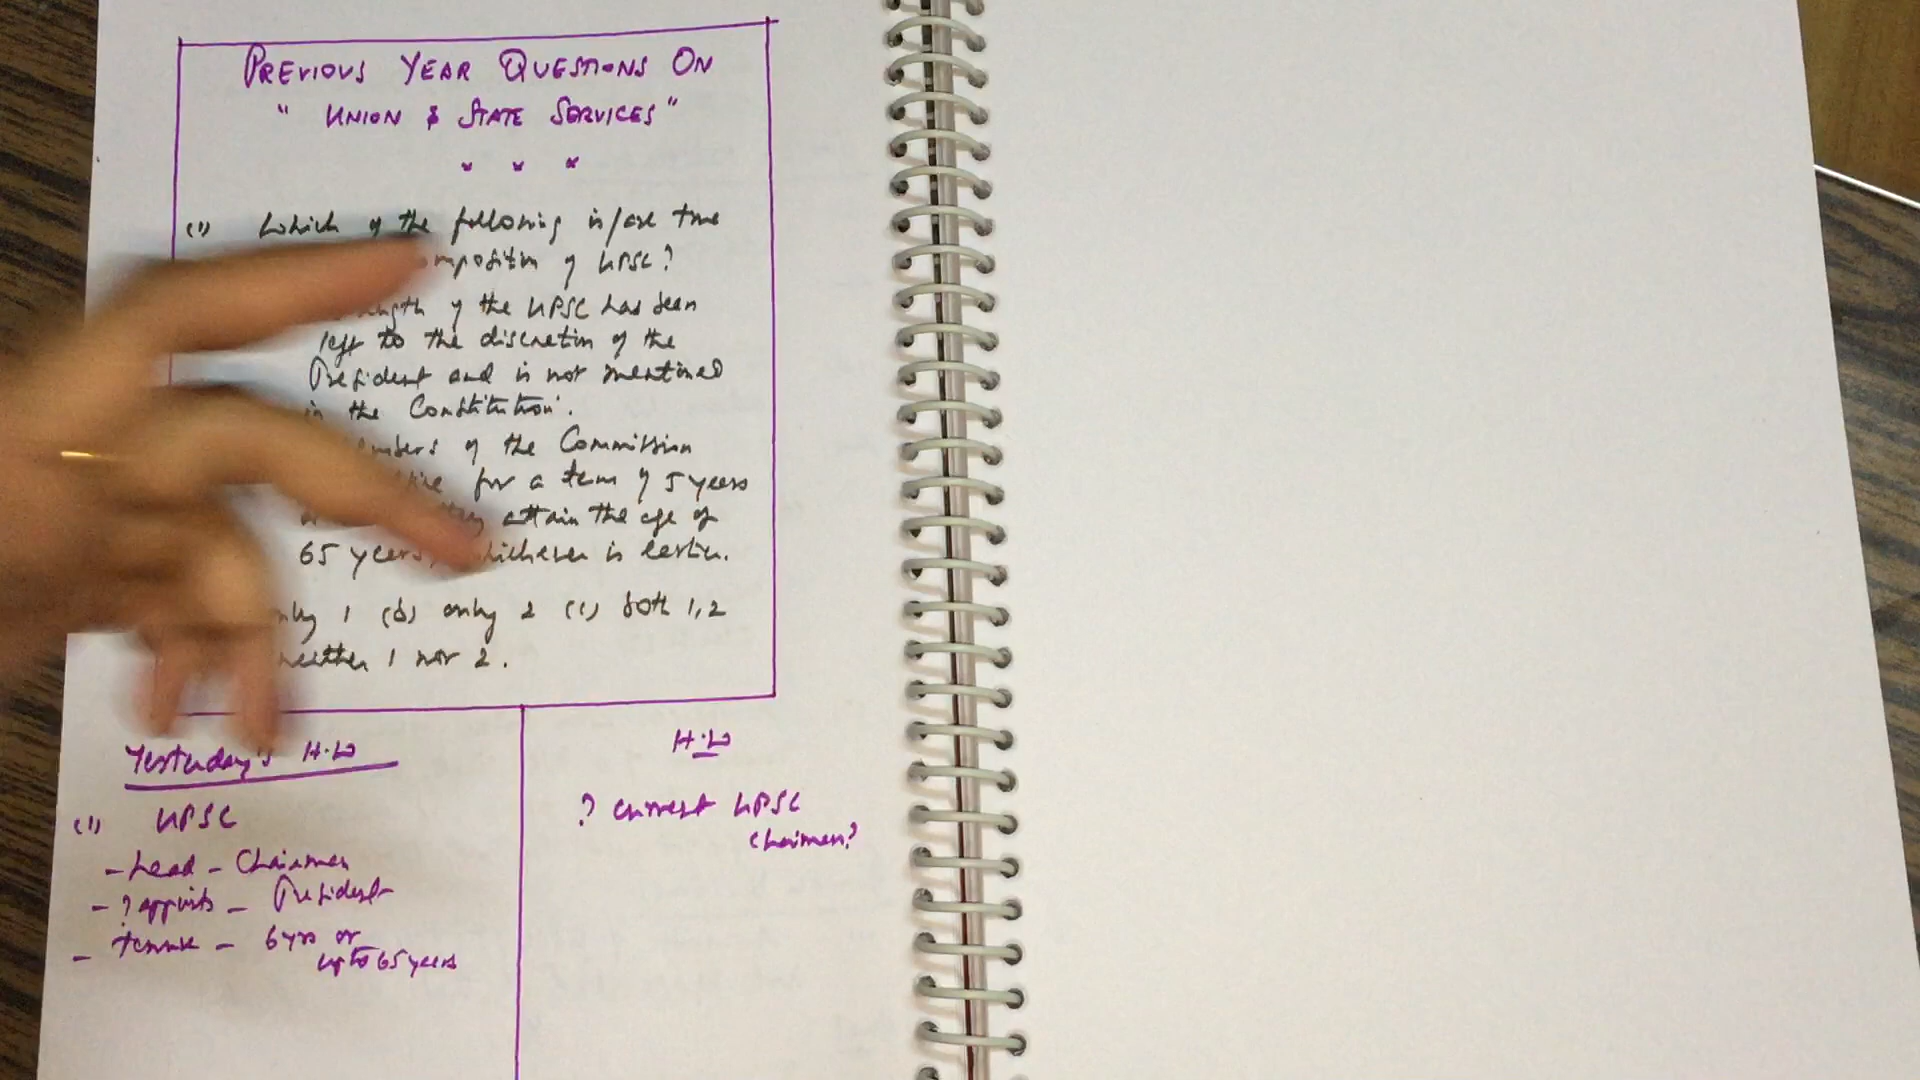 PREVIOUS YEAR QUESTIONS ON
" UNION & STATE SERVICES"
(1) Which of the following is/are true
composition of UPSC?
of the UPSC has been
left to the discretion of the
President and is not mentioned
in the Constitution.
of the Commission
for a term of 5 years
they attain the age of
65 years, whichever is earlier.
only 1 (b) only 2 (c) both 1,2
neither 1 nor 2.
Yesterday's H.W
(1) UPSC
- head - Chairman
- ? appoints - President
- tenure - 6 yrs or
upto 65 years
H.W
? current UPSC
Chairman?